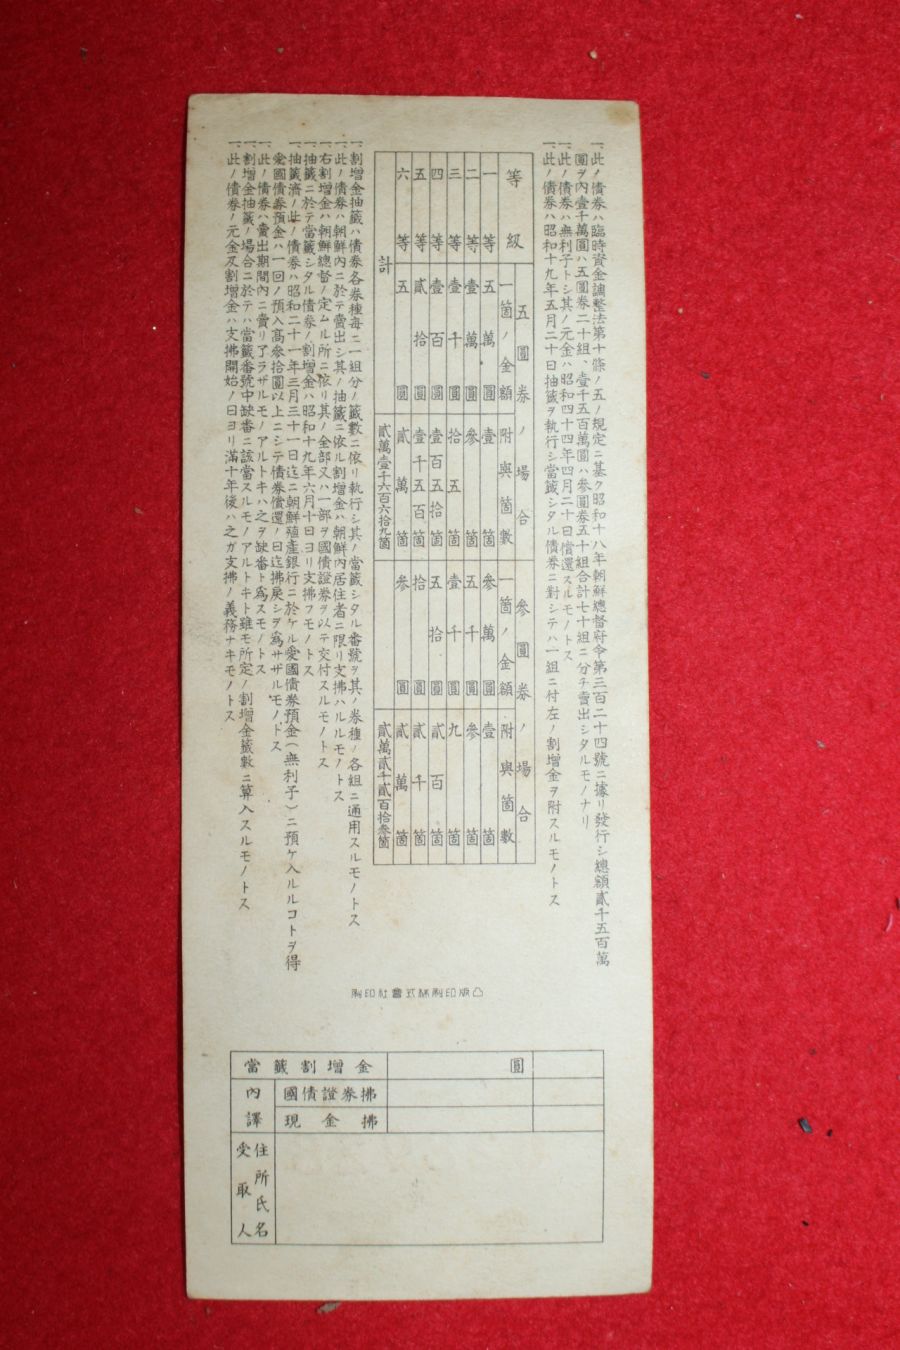 一、此ノ債券ハ臨時資金調整法第十條ノ五ノ規定ニ基ク昭和十八年朝鮮總督府令第三百二十四號ニ據リ發行シ總額貳千五百萬
圓ヲ內壹千萬圓ハ五圓券二十組、壹千五百萬圓ハ參圓券五十組合計七十組ニ分チ賣出シタルモノナリ
一、此ノ債券ハ無利子トシ其ノ元金ハ昭和四十四年四月二十日償還スルモノトス
一、此ノ債券ハ昭和十九年五月二十日抽籤ヲ執行シ當籤シタル債券ニ對シテハ一組ニ付左ノ割增金ヲ附スルモノトス
等級 五圓券ノ場合 參圓券ノ場合
一箇ノ金額 附與箇數 一箇ノ金額 附與箇數
一等 五萬圓 壹箇 參萬圓 壹箇
二等 壹萬圓 參箇 五千圓 參箇
三等 壹千圓 拾五箇 壹千圓 九箇
四等 壹百圓 壹百五拾箇 五拾圓 貳百箇
五等 貳拾圓 壹千五百箇 拾圓 貳千箇
六等 五圓 貳萬箇 參圓 貳萬箇
計 貳萬壹千六百六拾九箇 貳萬貳千貳百拾參箇
一、割增金抽籤ハ債券各券種每ニ一組分ノ籤數ニ依リ執行シ其ノ當籤シタル番號ヲ其ノ券種ノ各組ニ通用スルモノトス
一、此ノ債券ハ朝鮮內ニ於テ賣出シ其ノ抽籤ニ依ル割增金ハ朝鮮內居住者ニ限リ支拂ハルルモノトス
一、右割增金ハ朝鮮總督ノ定ムル所ニ依リ其ノ全部又ハ一部ヲ國債證券ヲ以テ交付スルモノトス
一、抽籤ニ於テ當籤シタル債券ノ割增金ハ昭和十九年六月十日ヨリ支拂フモノトス
一、抽籤濟ノ此ノ債券ハ昭和二十一年三月三十一日迄ニ朝鮮殖產銀行ニ於ケル愛國債券預金(無利子)ニ預ケ入ルルコトヲ得
愛國債券預金ハ一回ノ預入高參拾圓以上ニシテ債券償還ノ日迄拂戾シヲ爲サザルモノトス
一、此ノ債券ハ賣出期間內ニ賣リ了ラザルモノアルトキハ之ヲ缺番ト爲スモノトス
一、割增金抽籤ノ場合ニ於テハ當籤番號中缺番ニ該當スルモノアルトキト雖モ所定ノ割增金籤數ニ算入スルモノトス
一、此ノ債券ノ元金及割增金ハ支拂開始ノ日ヨリ滿十年後ハ之ガ支拂ノ義務ナキモノトス
凸版印刷株式會社印刷
當籤割增金 圓
內譯 國債證券拂
現金拂
受取人 住所氏名